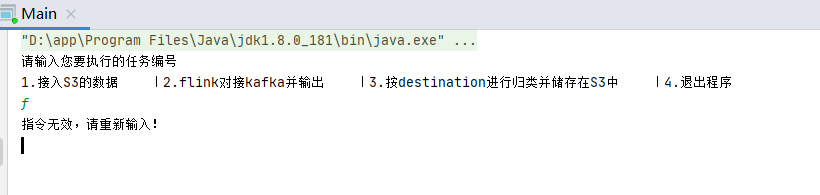 Main
"D:\app\Program Files\Java\jdk1.8.0_181\bin\java.exe" ...
请输入您要执行的任务编号
1.接入S3的数据    |2.flink对接kafka并输出    |3.按destination进行归类并储存在S3中    |4.退出程序
f
指令无效，请重新输入！